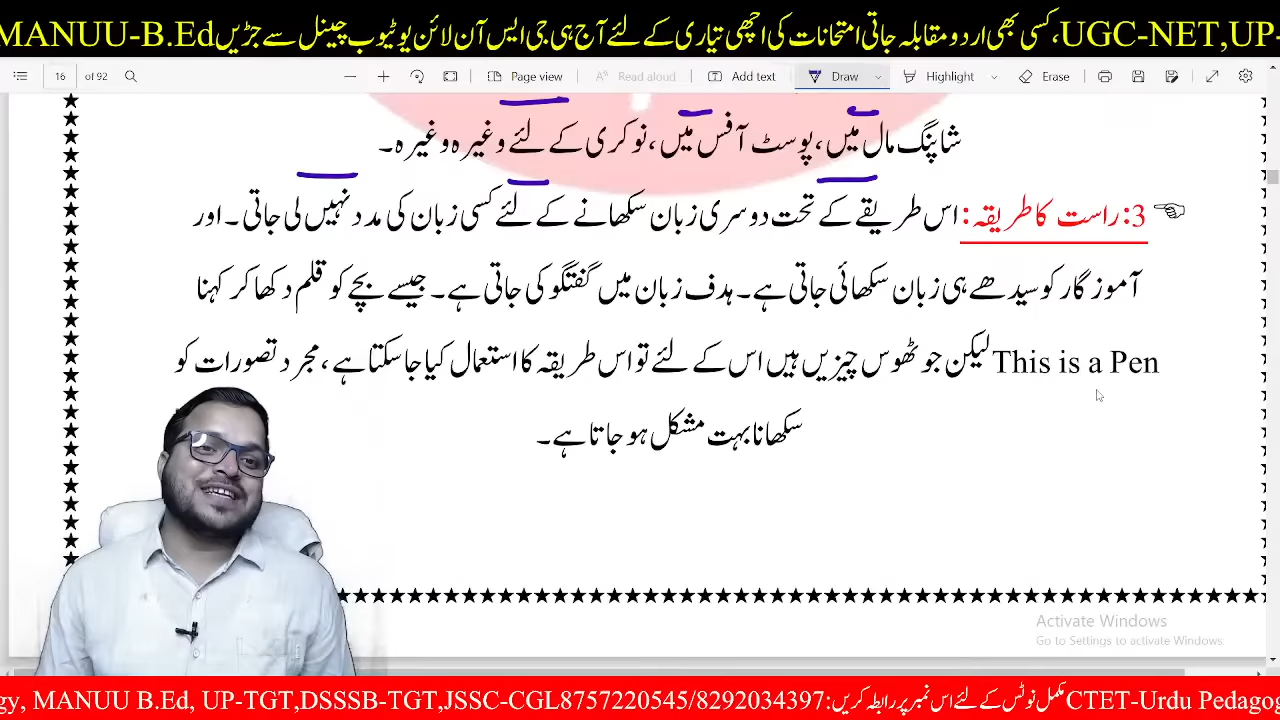 MANUU-B.Ed کسی بھی اردو مقابلہ جاتی امتحانات کی اچھی تیاری کے لئے آج ہی جی ایس آن لائن یوٹیوب چینل سے جڑیں، UGC-NET,UP-
16 of 92 Page view Read aloud Add text Draw Highlight Erase
شاپنگ مال میں، پوسٹ آفس میں، نوکری کے لئے وغیرہ وغیرہ۔
3: راست کا طریقہ: اس طریقے کے تحت دوسری زبان سکھانے کے لئے کسی زبان کی مدد نہیں لی جاتی۔ اور
آموزگار کو سیدھے ہی زبان سکھائی جاتی ہے۔ ہدف زبان میں گفتگو کی جاتی ہے۔ جیسے بچے کو قلم دکھا کر کہنا
This is a Pen لیکن جو ٹھوس چیزیں ہیں اس کے لئے تو اس طریقہ کا استعمال کیا جاسکتا ہے، مجرد تصورات کو
سکھانا بہت مشکل ہو جاتا ہے۔
Activate Windows
Go to Settings to activate Windows.
gy, MANUU B.Ed, UP-TGT,DSSSB-TGT,JSSC-CGL مکمل نوٹس کے لئے اس نمبر پر رابطہ کریں:8757220545/8292034397 CTET-Urdu Pedagog